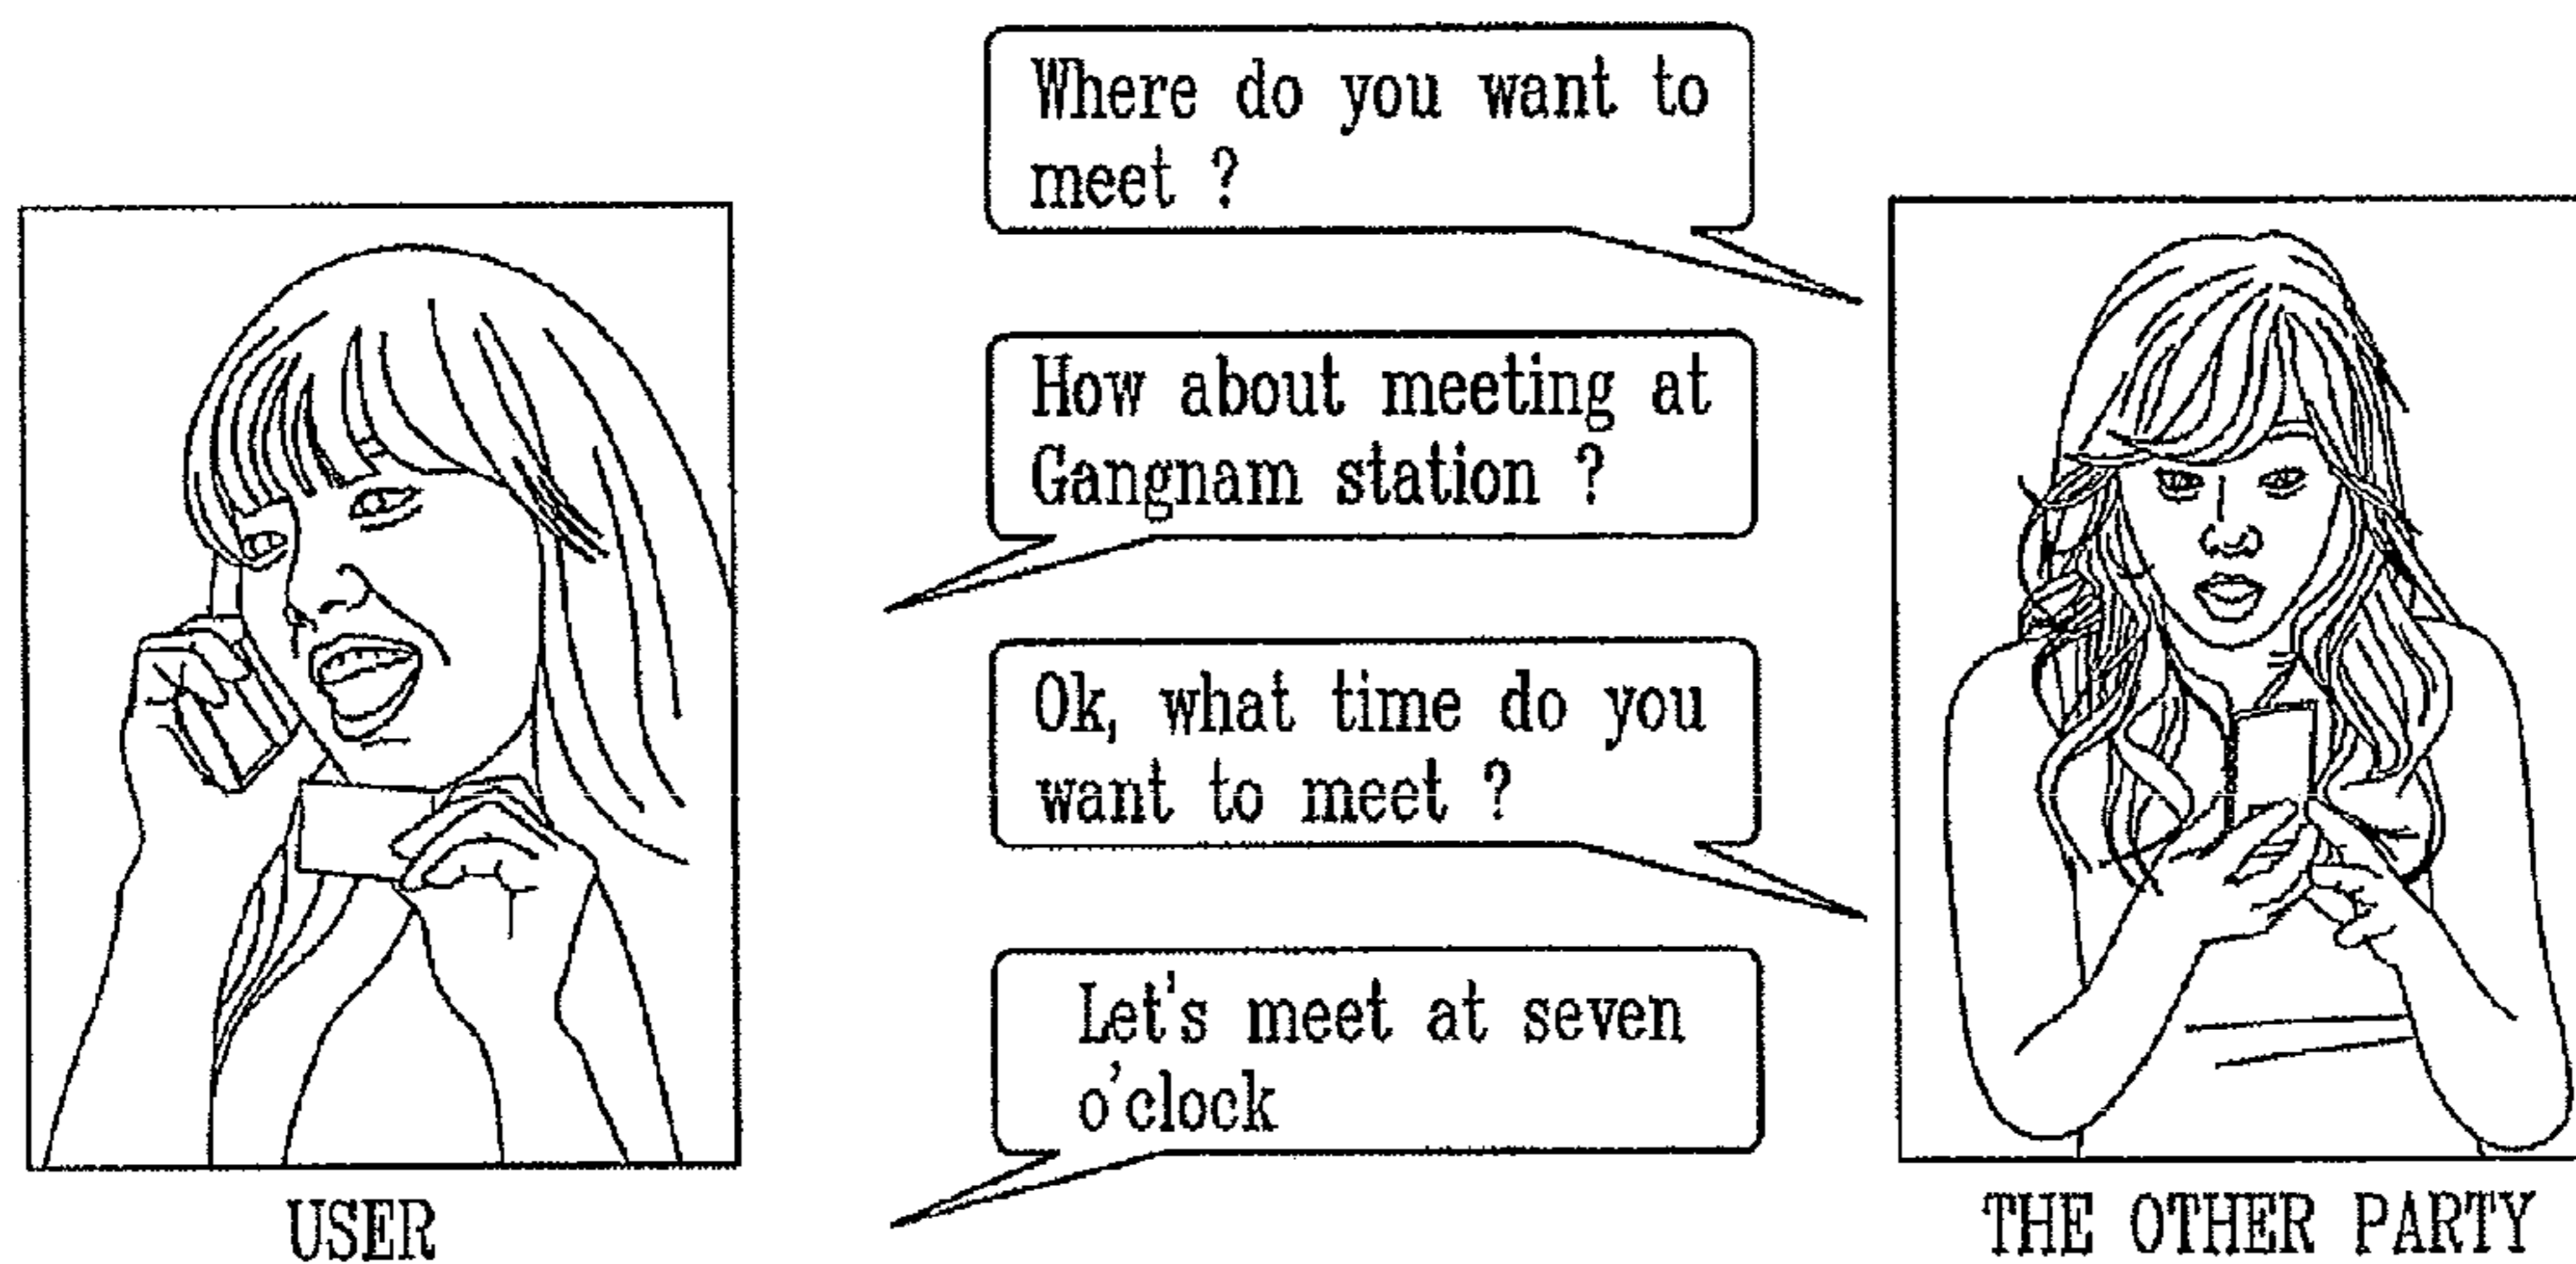 Where do you want to
meet ?
How about meeting at
Gangnam station ?
Ok, what time do you
want to meet ?
Let's meet at seven
o'clock
USER
THE OTHER PARTY